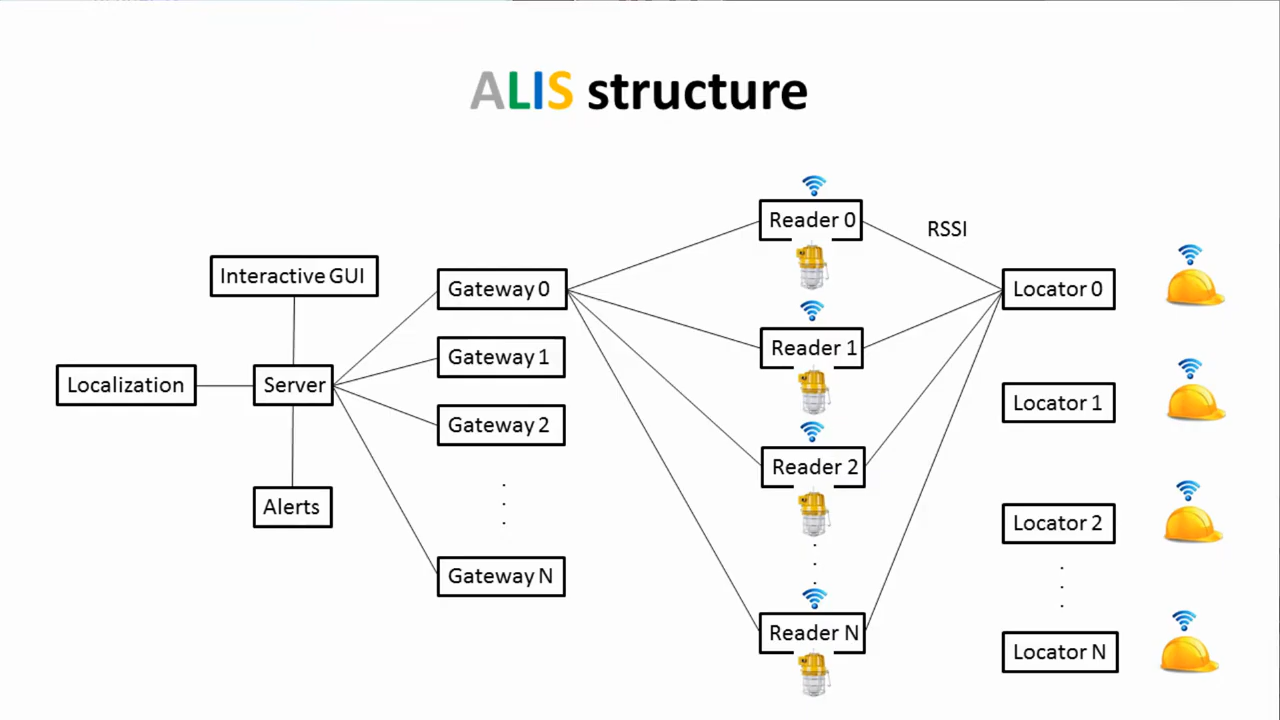 ALIS structure
Interactive GUI
Localization
Server
Alerts
Gateway 0
Gateway 1
Gateway 2
.
.
.
Gateway N
Reader 0
Reader 1
Reader 2
.
.
.
Reader N
RSSI
Locator 0
Locator 1
Locator 2
.
.
.
Locator N